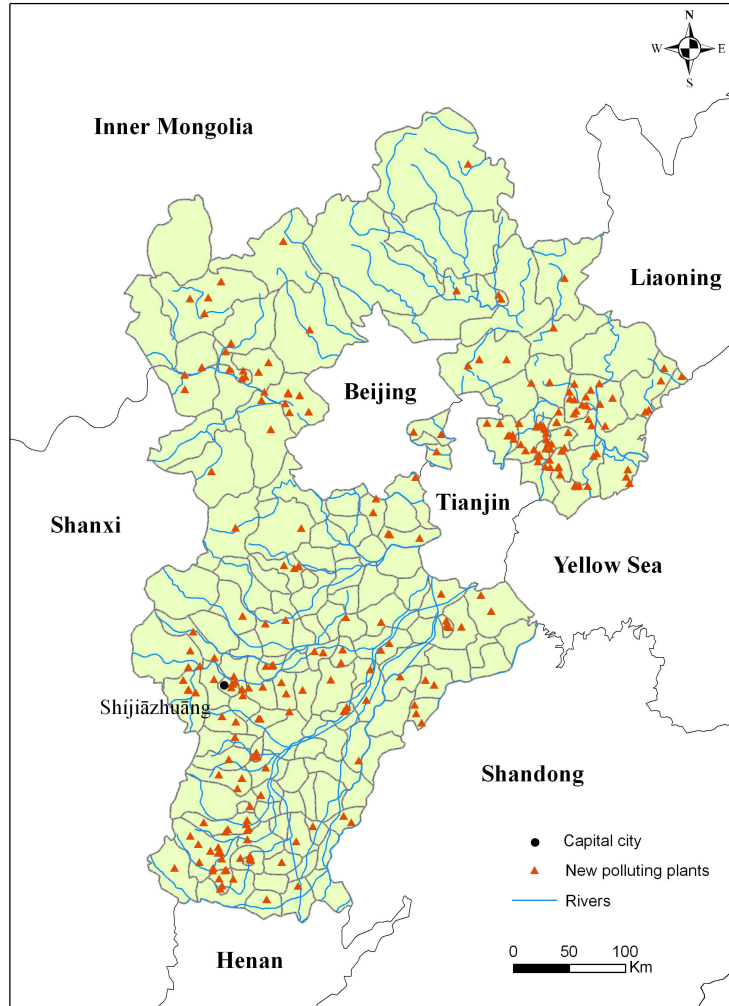 N
W E
S
Inner Mongolia
Liaoning
Beijing
Tianjin
Shanxi
Yellow Sea
Shíjiāzhuāng
Shandong
Capital city
New polluting plants
Rivers
0 50 100
Km
Henan